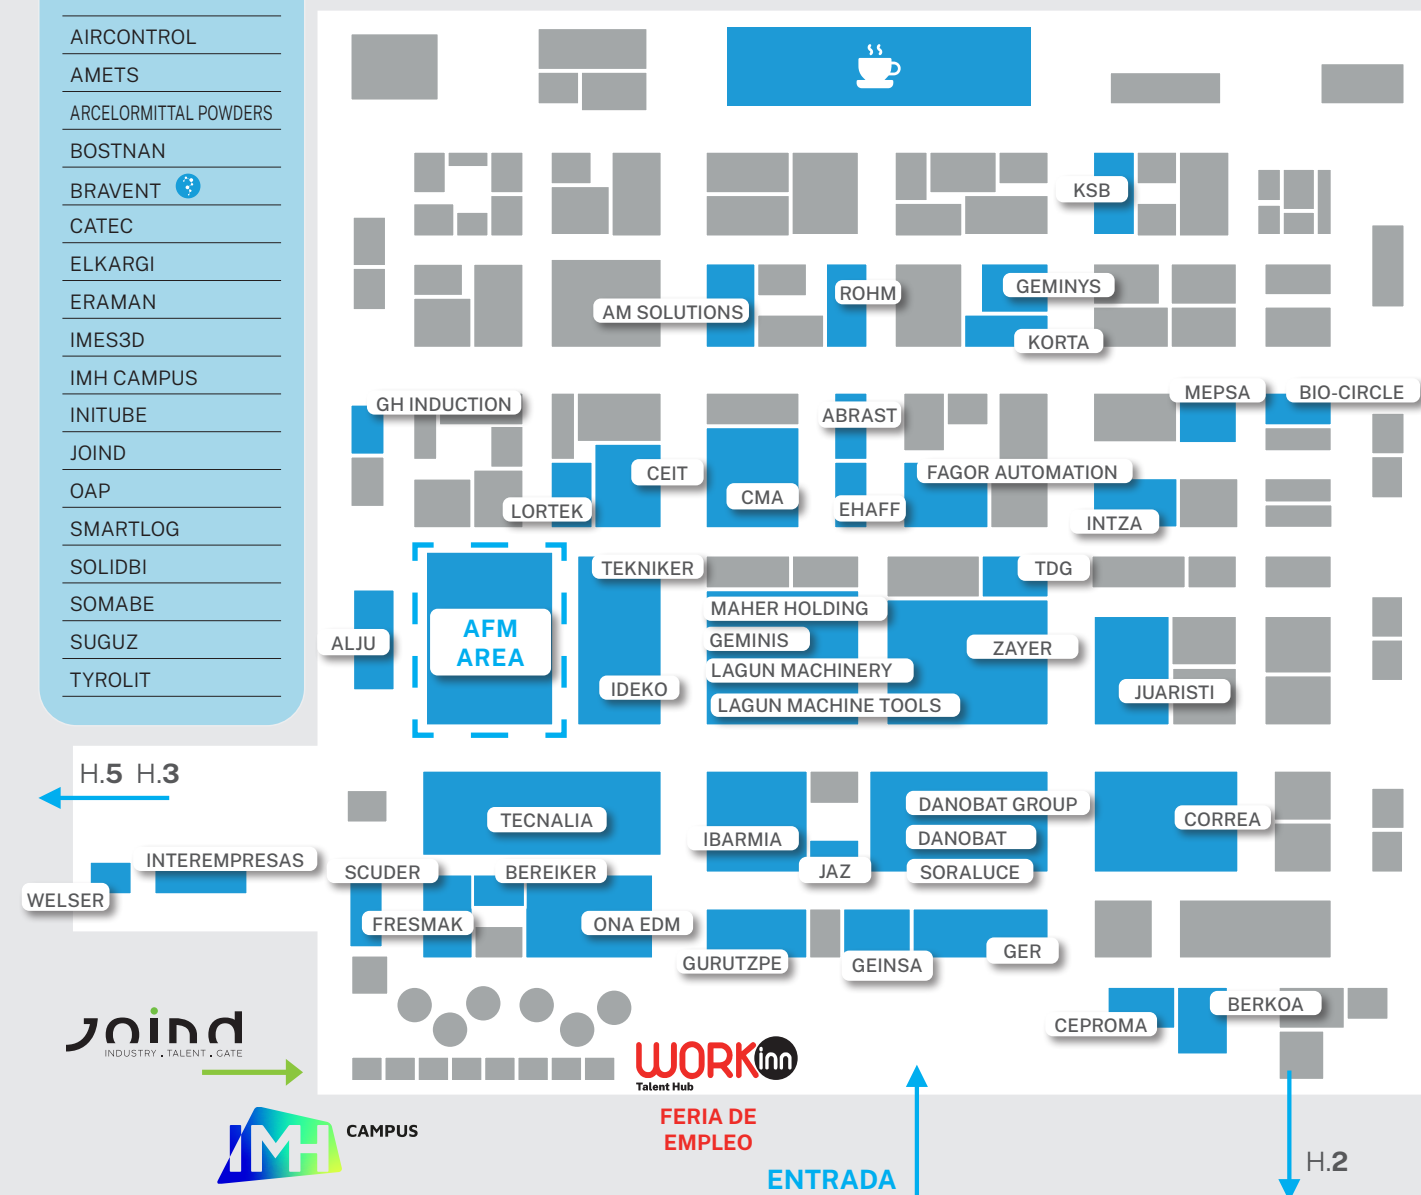 AIRCONTROL
AMETS
ARCELORMITTAL POWDERS
BOSTNAN
BRAVENT
CATEC
ELKARGI
ERAMAN
IMES3D
IMH CAMPUS
INITUBE
JOIND
OAP
SMARTLOG
SOLIDBI
SOMABE
SUGUZ
TYROLIT
KSB
AM SOLUTIONS
ROHM
GEMINYS
KORTA
GH INDUCTION
ABRAST
MEPSA
BIO-CIRCLE
LORTEK
CEIT
CMA
EHAFF
FAGOR AUTOMATION
INTZA
ALJU
AFM
AREA
TEKNIKER
IDEKO
MAHER HOLDING
GEMINIS
LAGUN MACHINERY
LAGUN MACHINE TOOLS
TDG
ZAYER
JUARISTI
H.5 H.3
TECNALIA
IBARMIA
JAZ
DANOBAT GROUP
DANOBAT
SORALUCE
CORREA
WELSER
INTEREMPRESAS
SCUDER
BEREIKER
FRESMAK
ONA EDM
GURUTZPE
GEINSA
GER
CEPROMA
BERKOA
joind
INDUSTRY . TALENT . GATE
WORKinn
Talent Hub
FERIA DE
EMPLEO
IMH CAMPUS
ENTRADA
H.2